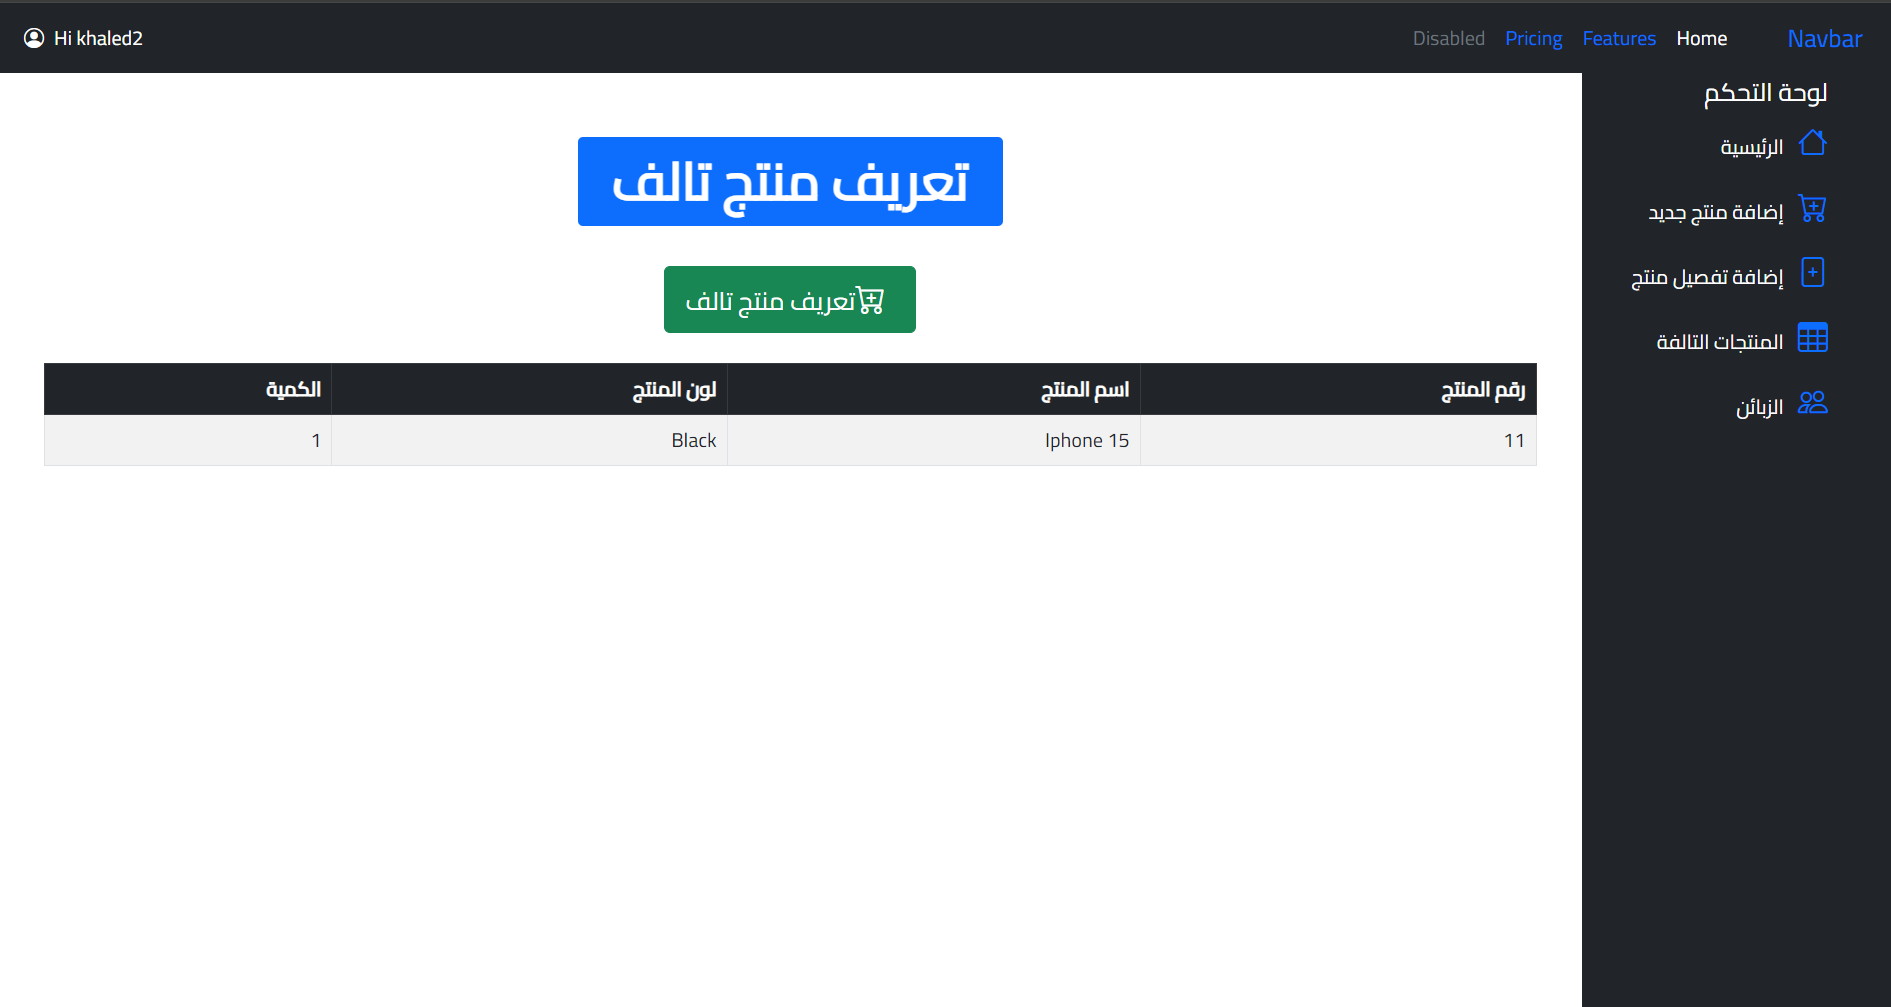 Navbar Home Features Pricing Disabled Hi khaled2
لوحة التحكم
الرئيسية
إضافة منتج جديد
إضافة تفصيل منتج
المنتجات التالفة
الزبائن
تعريف منتج تالف
تعريف منتج تالف
رقم المنتج اسم المنتج لون المنتج الكمية
11 Iphone 15 Black 1